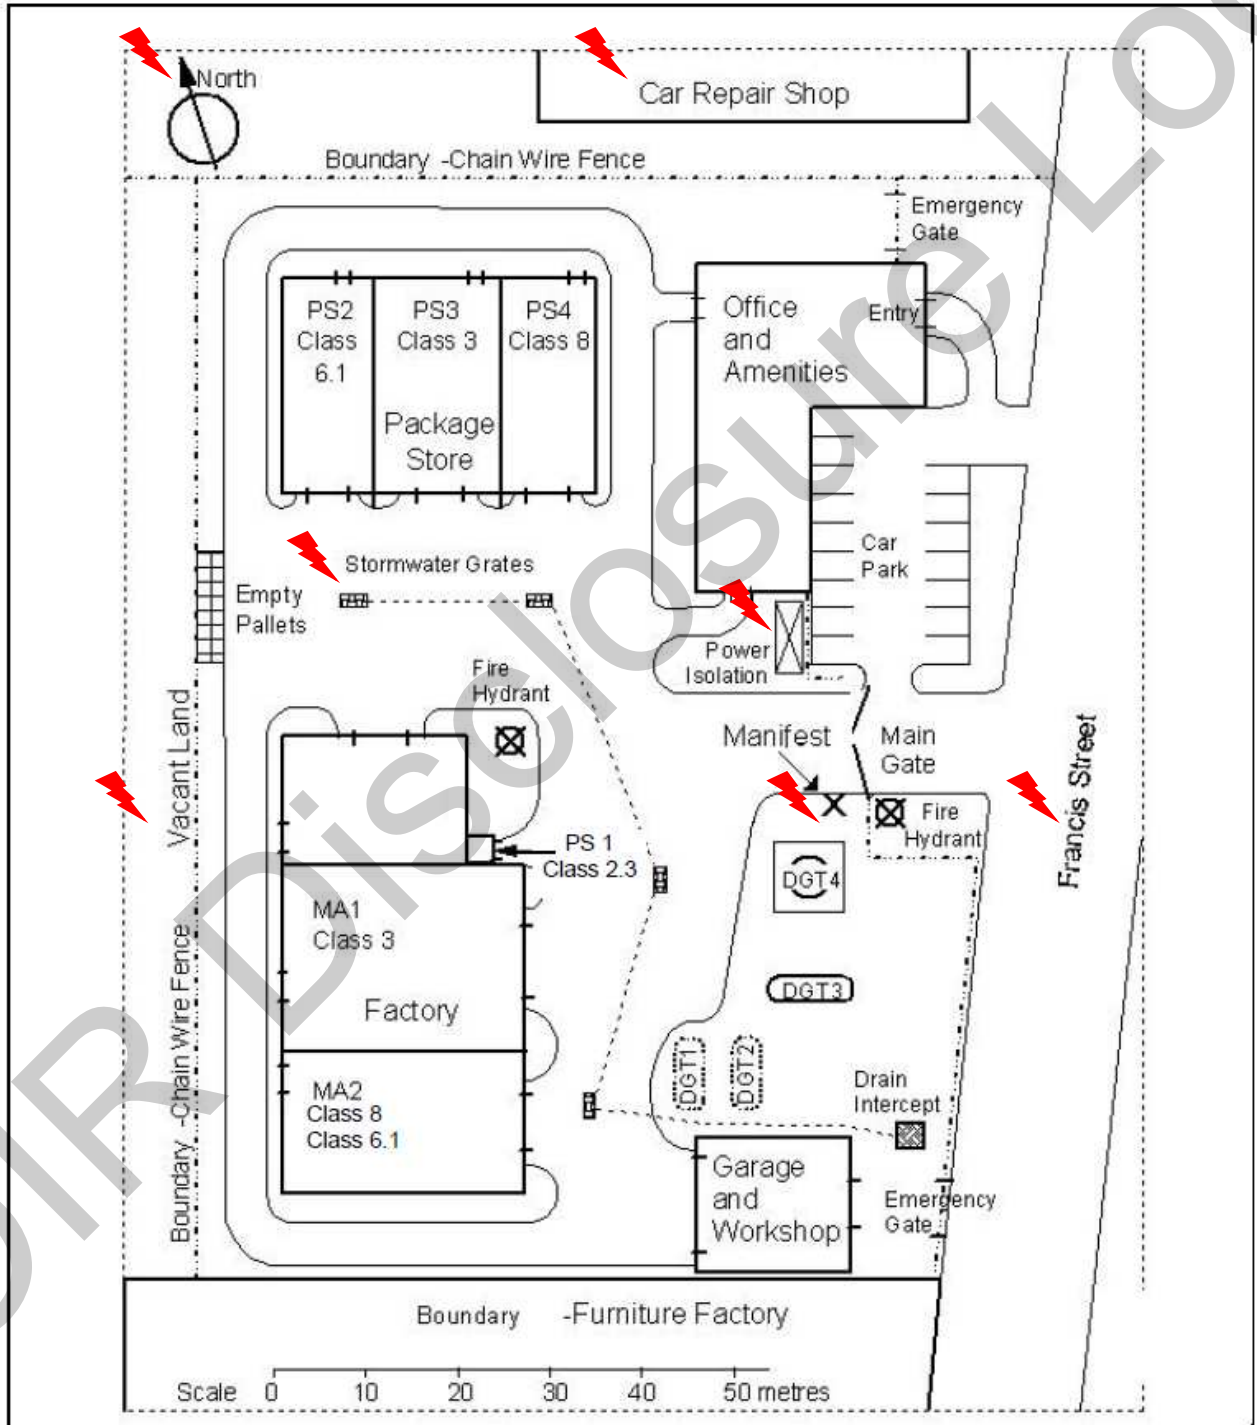 North
Car Repair Shop
Boundary -Chain Wire Fence
Emergency
Gate
PS2
Class
6.1
PS3
Class 3
PS4
Class 8
Package
Store
Office
and
Amenities
Entry
Stormwater Grates
Empty
Pallets
Car
Park
Power
Isolation
Fire
Hydrant
Manifest
Main
Gate
Vacant Land
Francis Street
Fire
Hydrant
PS 1
Class 2.3
DGT4
MA1
Class 3
Factory
DGT3
DGT1
DGT2
Boundary -Chain Wire Fence
MA2
Class 8
Class 6.1
Drain
Intercept
Garage
and
Workshop
Emergency
Gate
Boundary -Furniture Factory
Scale 0 10 20 30 40 50 metres
DIR Disclosure Lo